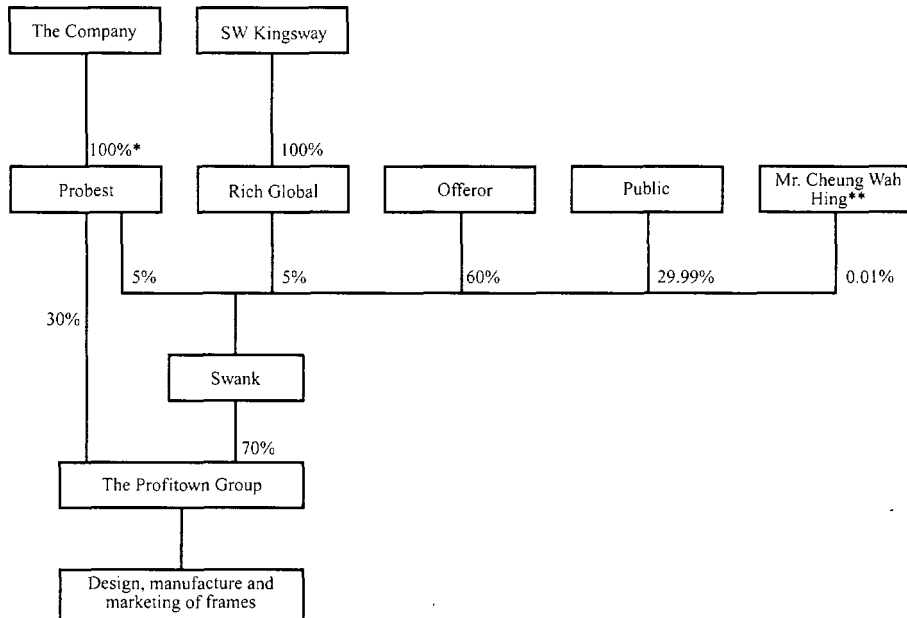 The Company
SW Kingsway
100%*
100%
Probest
Rich Global
Offeror
Public
Mr. Cheung Wah
Hing**
5%
5%
60%
29.99%
0.01%
30%
Swank
70%
The Profitown Group
Design, manufacture and
marketing of frames